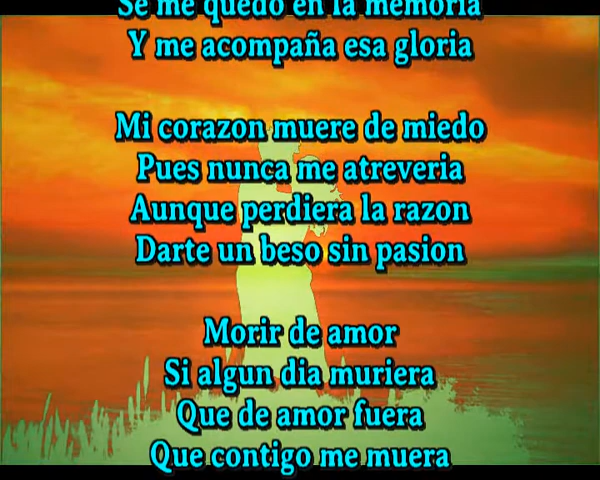 Se me quedo en la memoria
Y me acompaña esa gloria
Mi corazon muere de miedo
Pues nunca me atreveria
Aunque perdiera la razon
Darte un beso sin pasion
Morir de amor
Si algun dia muriera
Que de amor fuera
Que contigo me muera